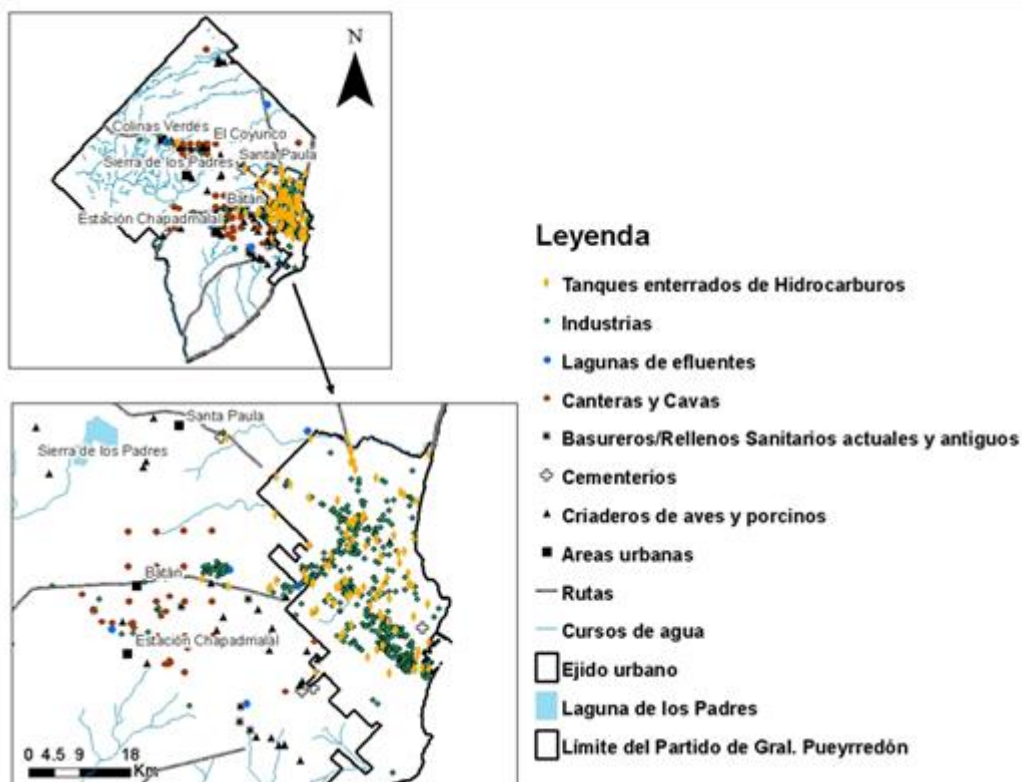 N
Colinas Verdes
El Coyunco
Santa Paula
Sierra de los Padres
Batán
Estación Chapadmalal
Santa Paula
Sierra de los Padres
Batán
Estación Chapadmalal
0 4.5 9 18
Km
Leyenda
Tanques enterrados de Hidrocarburos
Industrias
Lagunas de efluentes
Canteras y Cavas
Basureros/Rellenos Sanitarios actuales y antiguos
Cementerios
Criaderos de aves y porcinos
Areas urbanas
Rutas
Cursos de agua
Ejido urbano
Laguna de los Padres
Límite del Partido de Gral. Pueyrredón